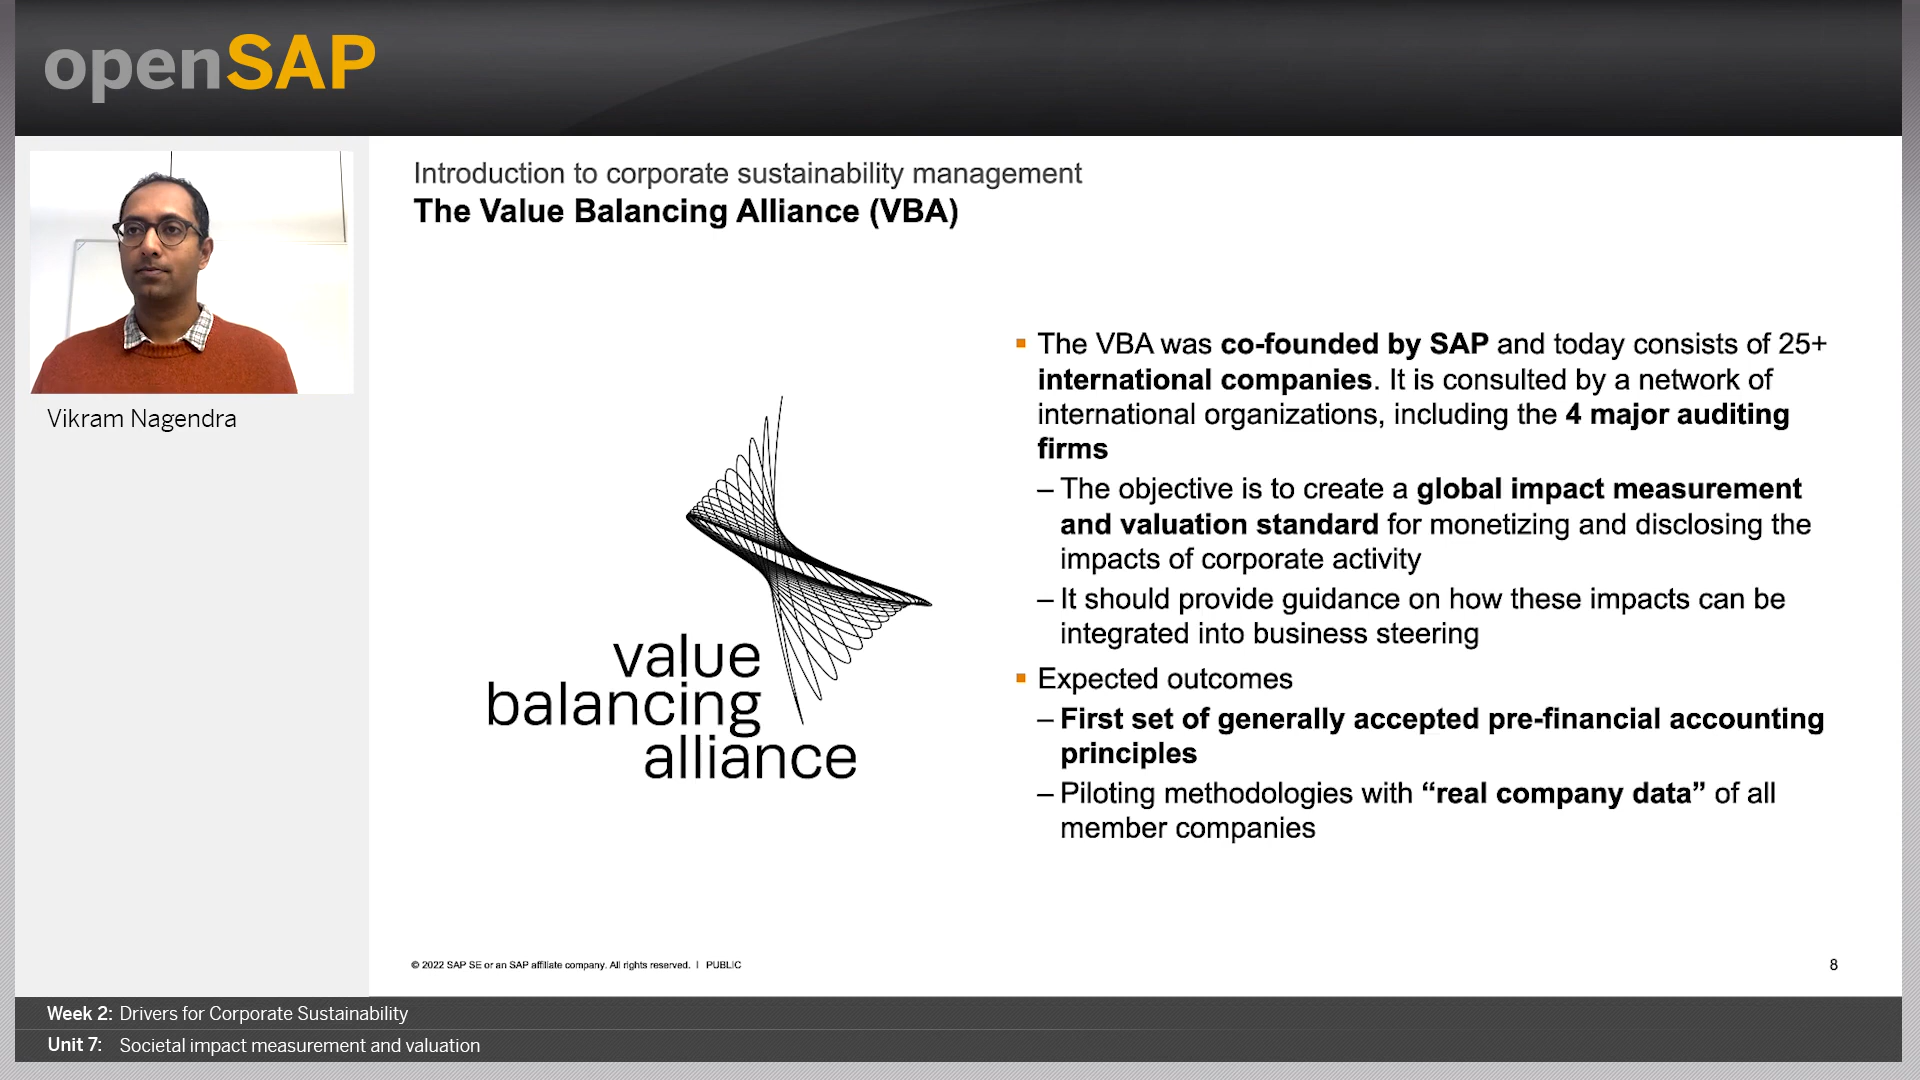 openSAP
Introduction to corporate sustainability management
The Value Balancing Alliance (VBA)
Vikram Nagendra
value
balancing
alliance
▪ The VBA was co-founded by SAP and today consists of 25+
international companies. It is consulted by a network of
international organizations, including the 4 major auditing
firms
– The objective is to create a global impact measurement
and valuation standard for monetizing and disclosing the
impacts of corporate activity
– It should provide guidance on how these impacts can be
integrated into business steering
▪ Expected outcomes
– First set of generally accepted pre-financial accounting
principles
– Piloting methodologies with “real company data” of all
member companies
© 2022 SAP SE or an SAP affiliate company. All rights reserved. | PUBLIC
8
Week 2: Drivers for Corporate Sustainability
Unit 7: Societal impact measurement and valuation